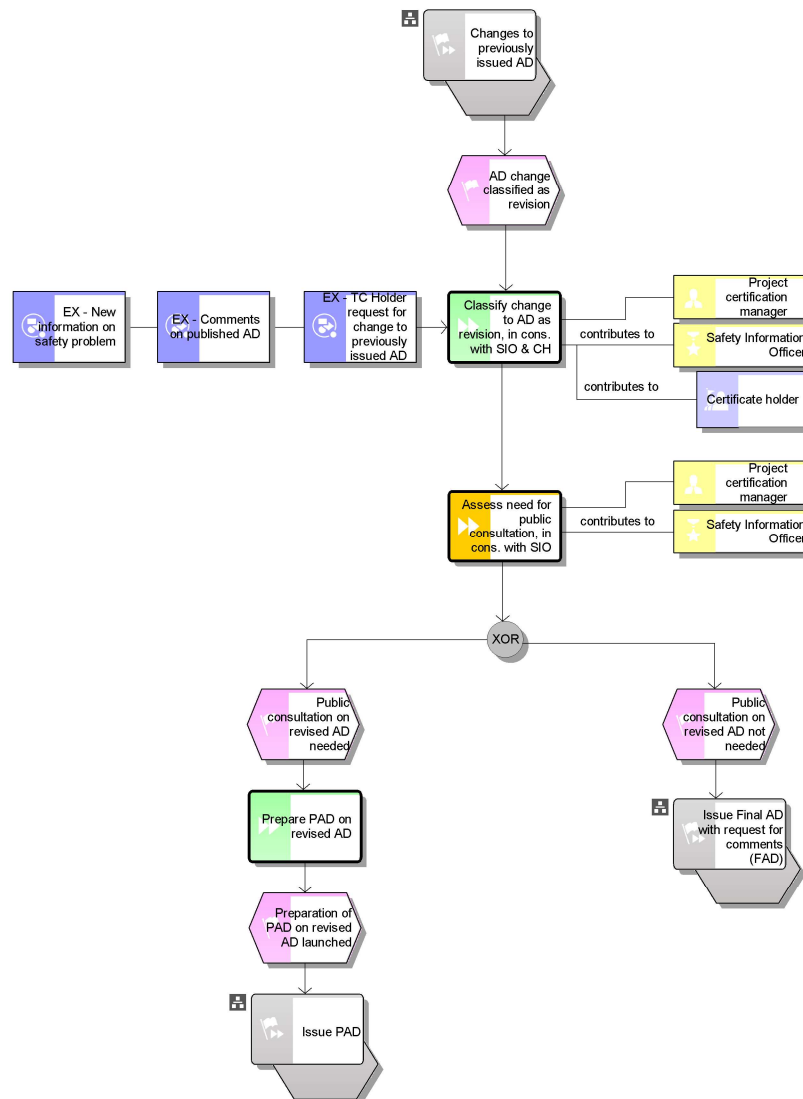 Changes to
previously
issued AD
AD change
classified as
revision
EX - New
information on
safety problem
EX - Comments
on published AD
EX - TC Holder
request for
change to
previously
issued AD
Classify change
to AD as
revision, in cons.
with SIO & CH
Project
certification
manager
contributes to
Safety Information
Officer
contributes to
Certificate holder
Assess need for
public
consultation, in
cons. with SIO
Project
certification
manager
contributes to
Safety Information
Officer
XOR
Public
consultation on
revised AD
needed
Public
consultation on
revised AD not
needed
Prepare PAD on
revised AD
Issue Final AD
with request for
comments
(FAD)
Preparation of
PAD on revised
AD launched
Issue PAD